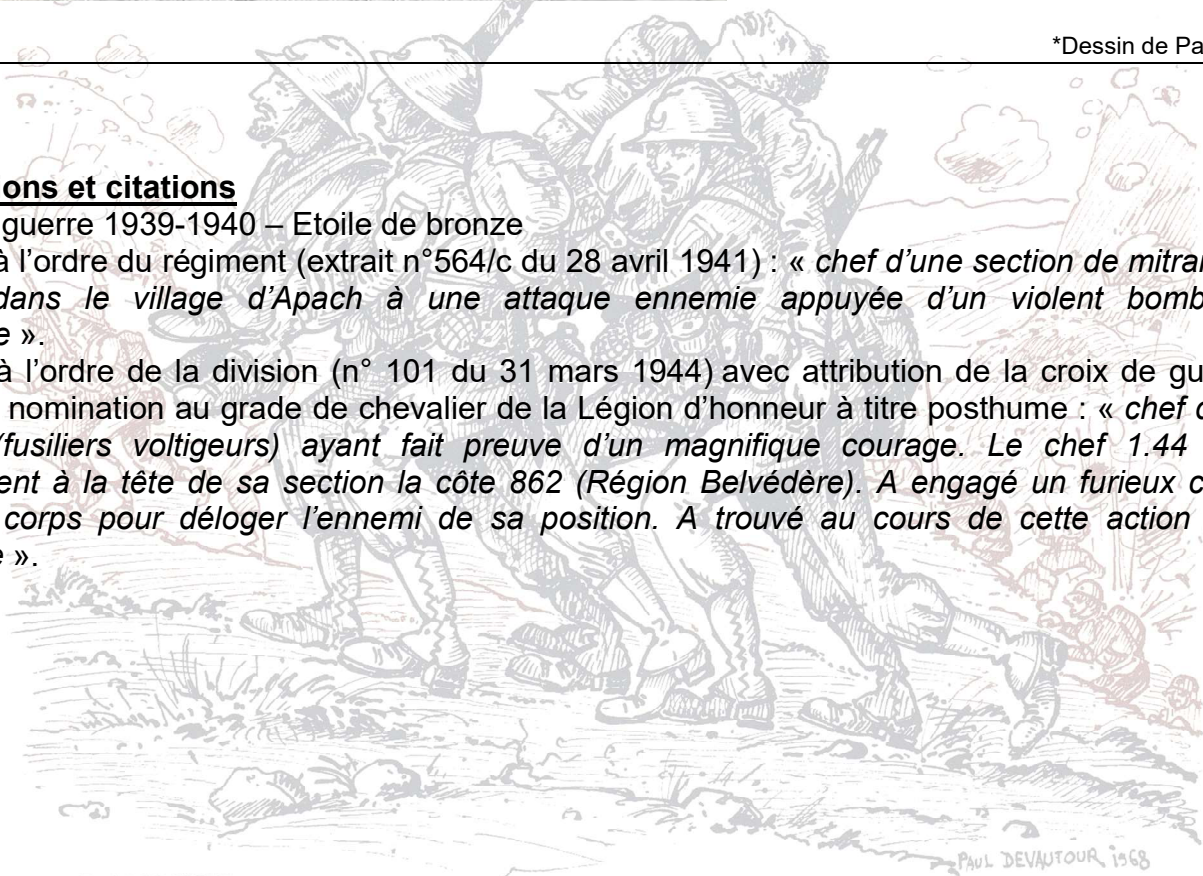 *Dessin de Pa
ons et citations
guerre 1939-1940 – Etoile de bronze
à l’ordre du régiment (extrait n°564/c du 28 avril 1941) : « chef d’une section de mitral
dans le village d’Apach à une attaque ennemie appuyée d’un violent bomb
e ».
à l’ordre de la division (n° 101 du 31 mars 1944) avec attribution de la croix de gu
nomination au grade de chevalier de la Légion d’honneur à titre posthume : « chef d
(fusiliers voltigeurs) ayant fait preuve d’un magnifique courage. Le chef 1.44
ent à la tête de sa section la côte 862 (Région Belvédère). A engagé un furieux c
corps pour déloger l’ennemi de sa position. A trouvé au cours de cette action
e ».
PAUL DEVAUTOUR 1968